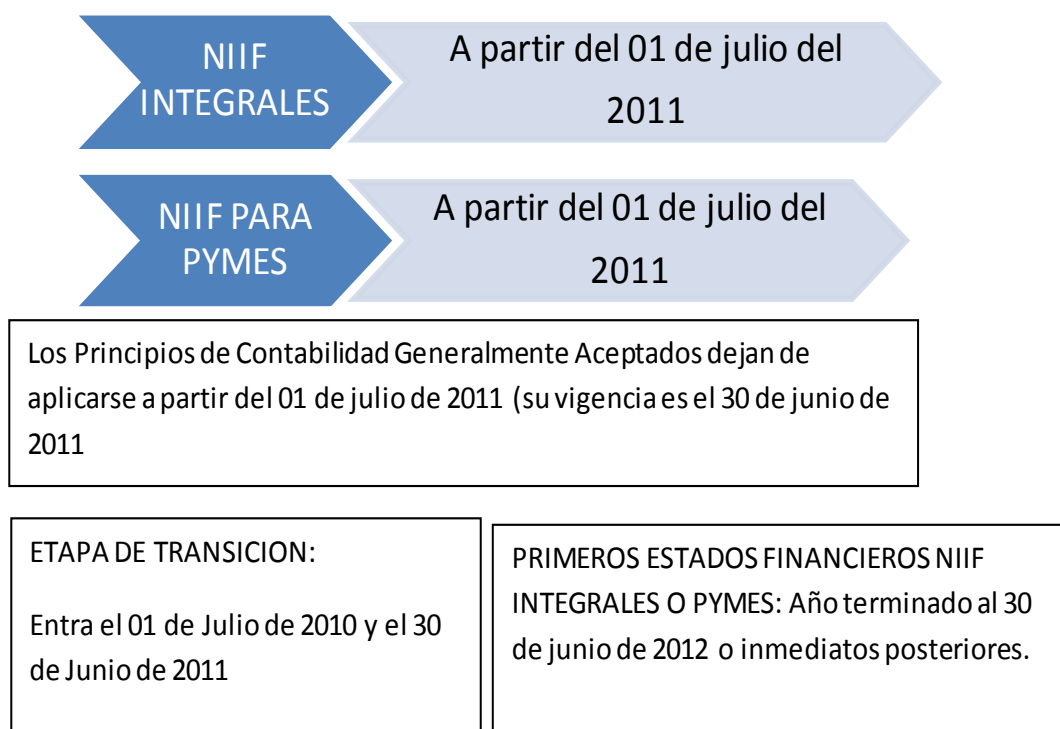 NIIF
INTEGRALES
A partir del 01 de julio del
2011
NIIF PARA
PYMES
A partir del 01 de julio del
2011
Los Principios de Contabilidad Generalmente Aceptados dejan de
aplicarse a partir del 01 de julio de 2011 (su vigencia es el 30 de junio de
2011
ETAPA DE TRANSICION:
Entra el 01 de Julio de 2010 y el 30
de Junio de 2011
PRIMEROS ESTADOS FINANCIEROS NIIF
INTEGRALES O PYMES: Año terminado al 30
de junio de 2012 o inmediatos posteriores.